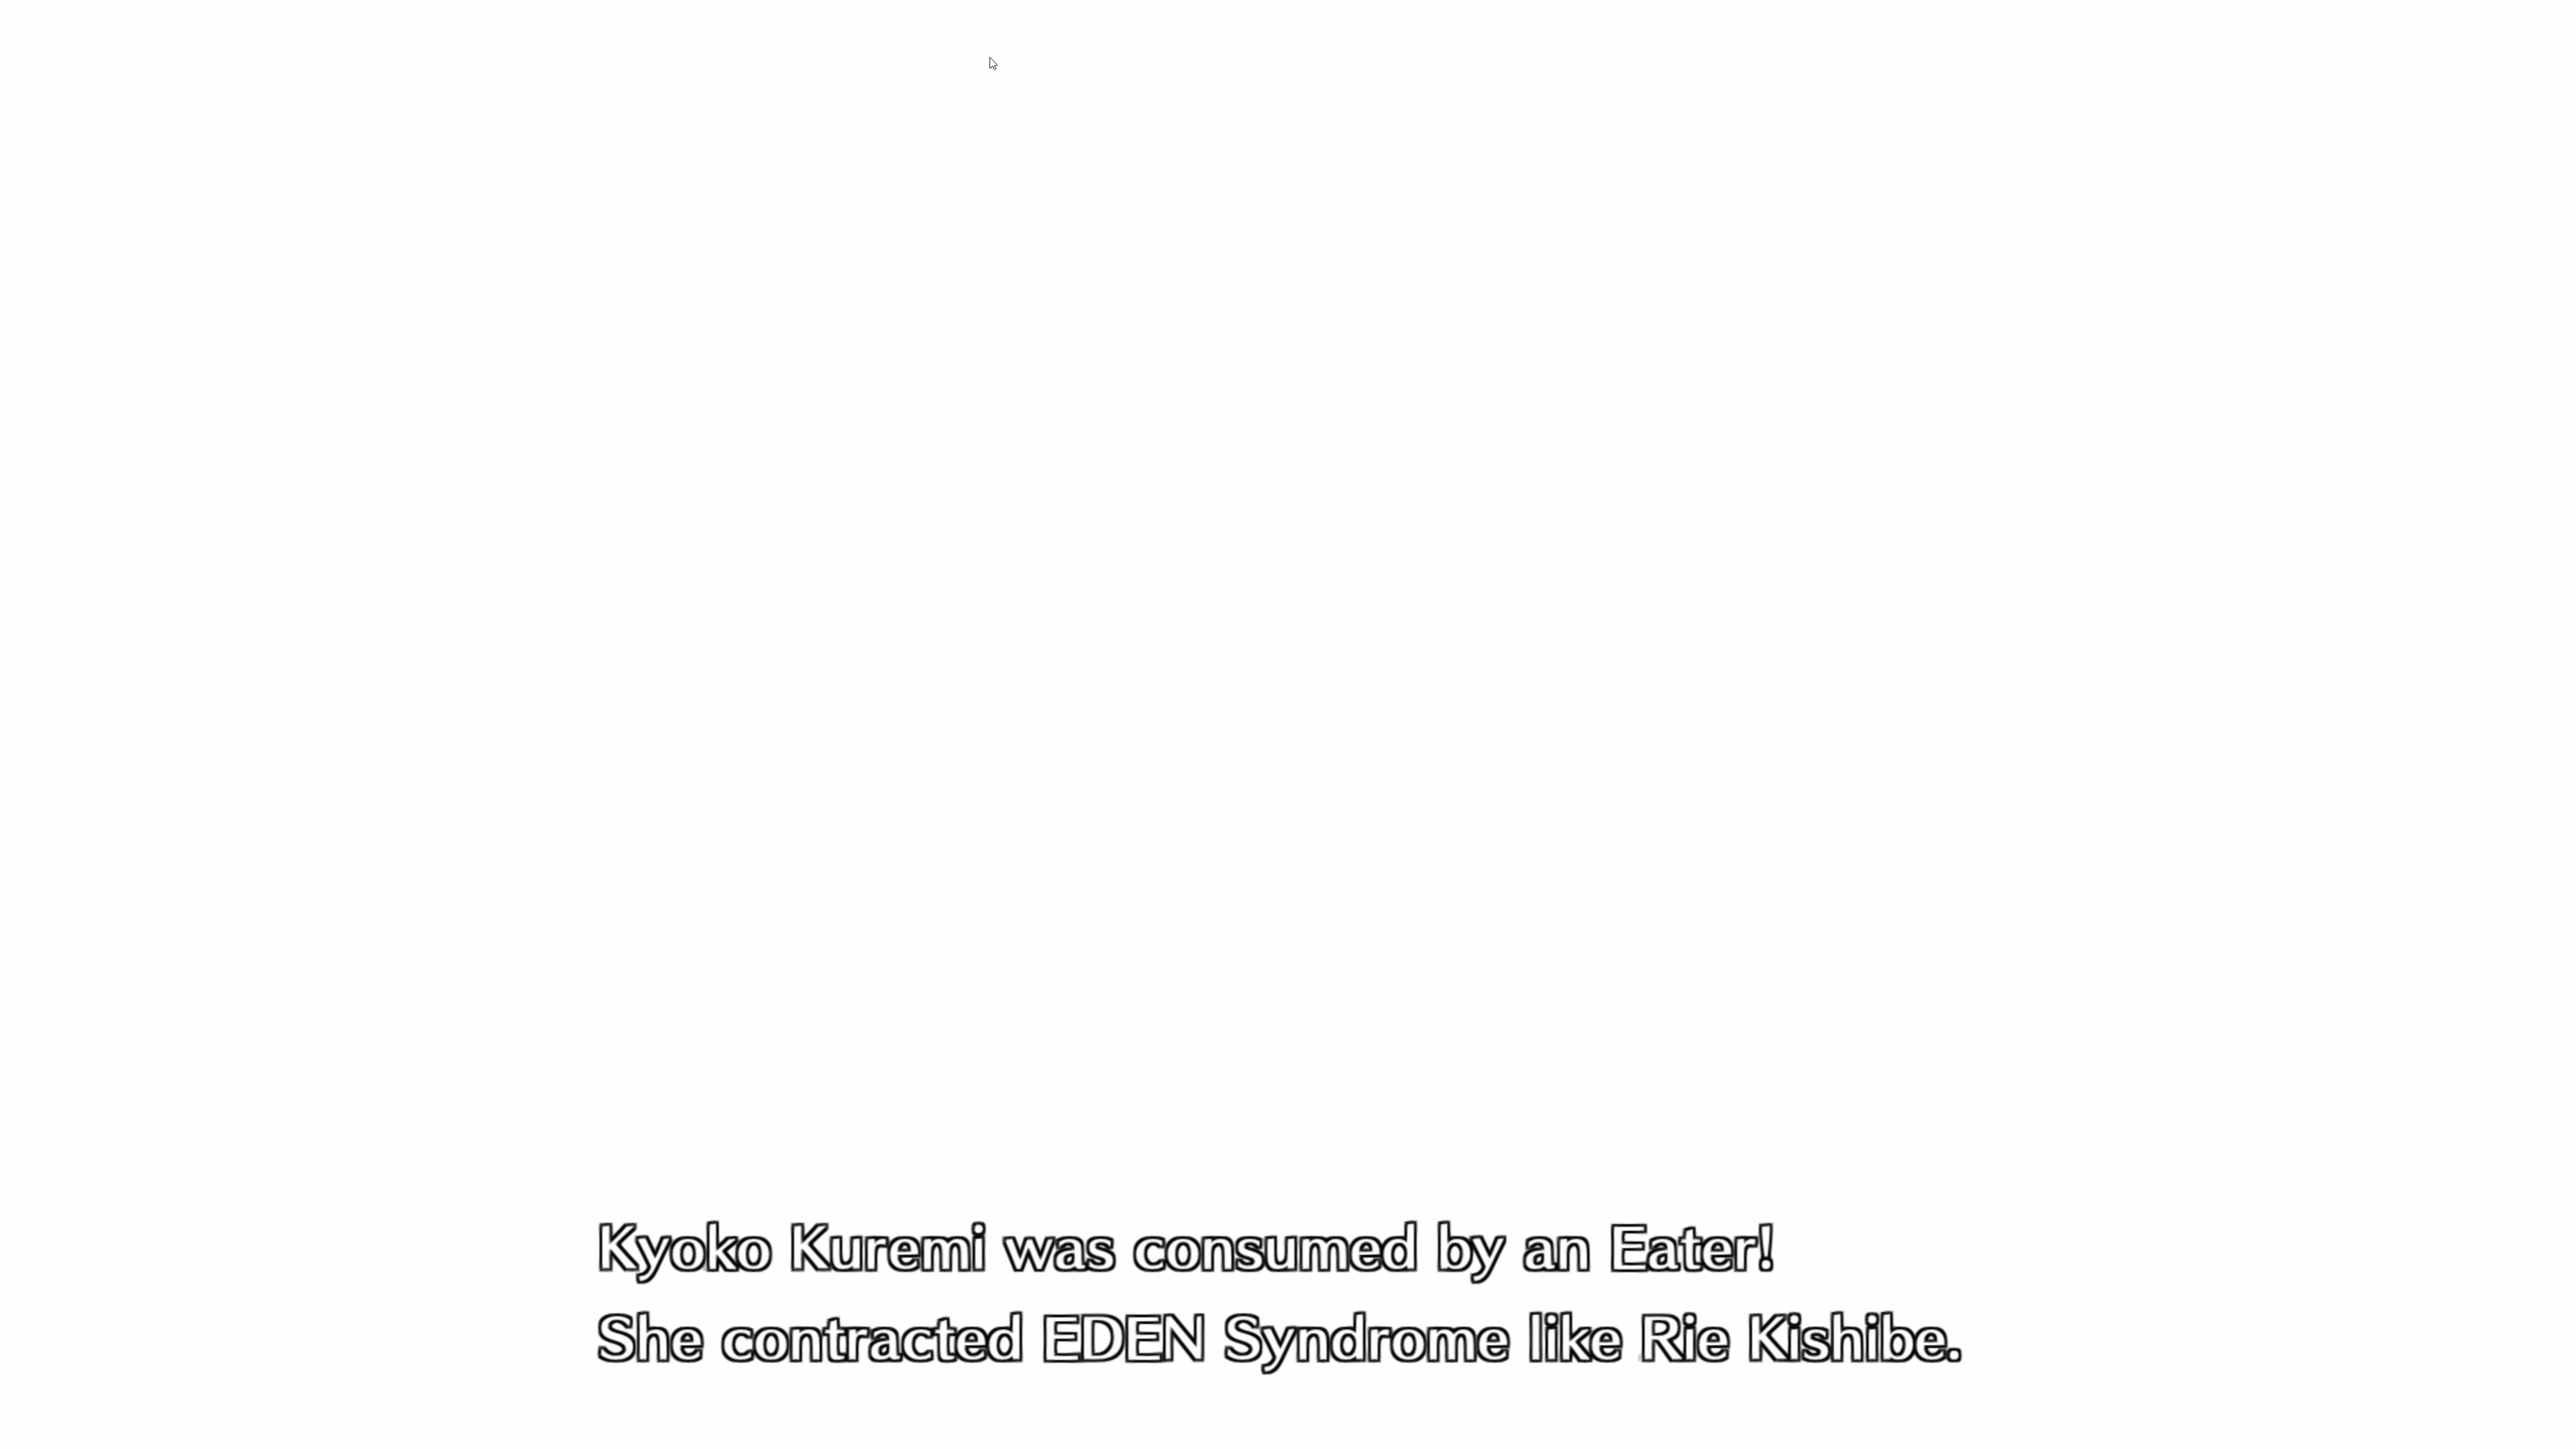 Kyoko Kuremi was consumed by an Eater!
She contracted EDEN Syndrome like Rie Kishibe.